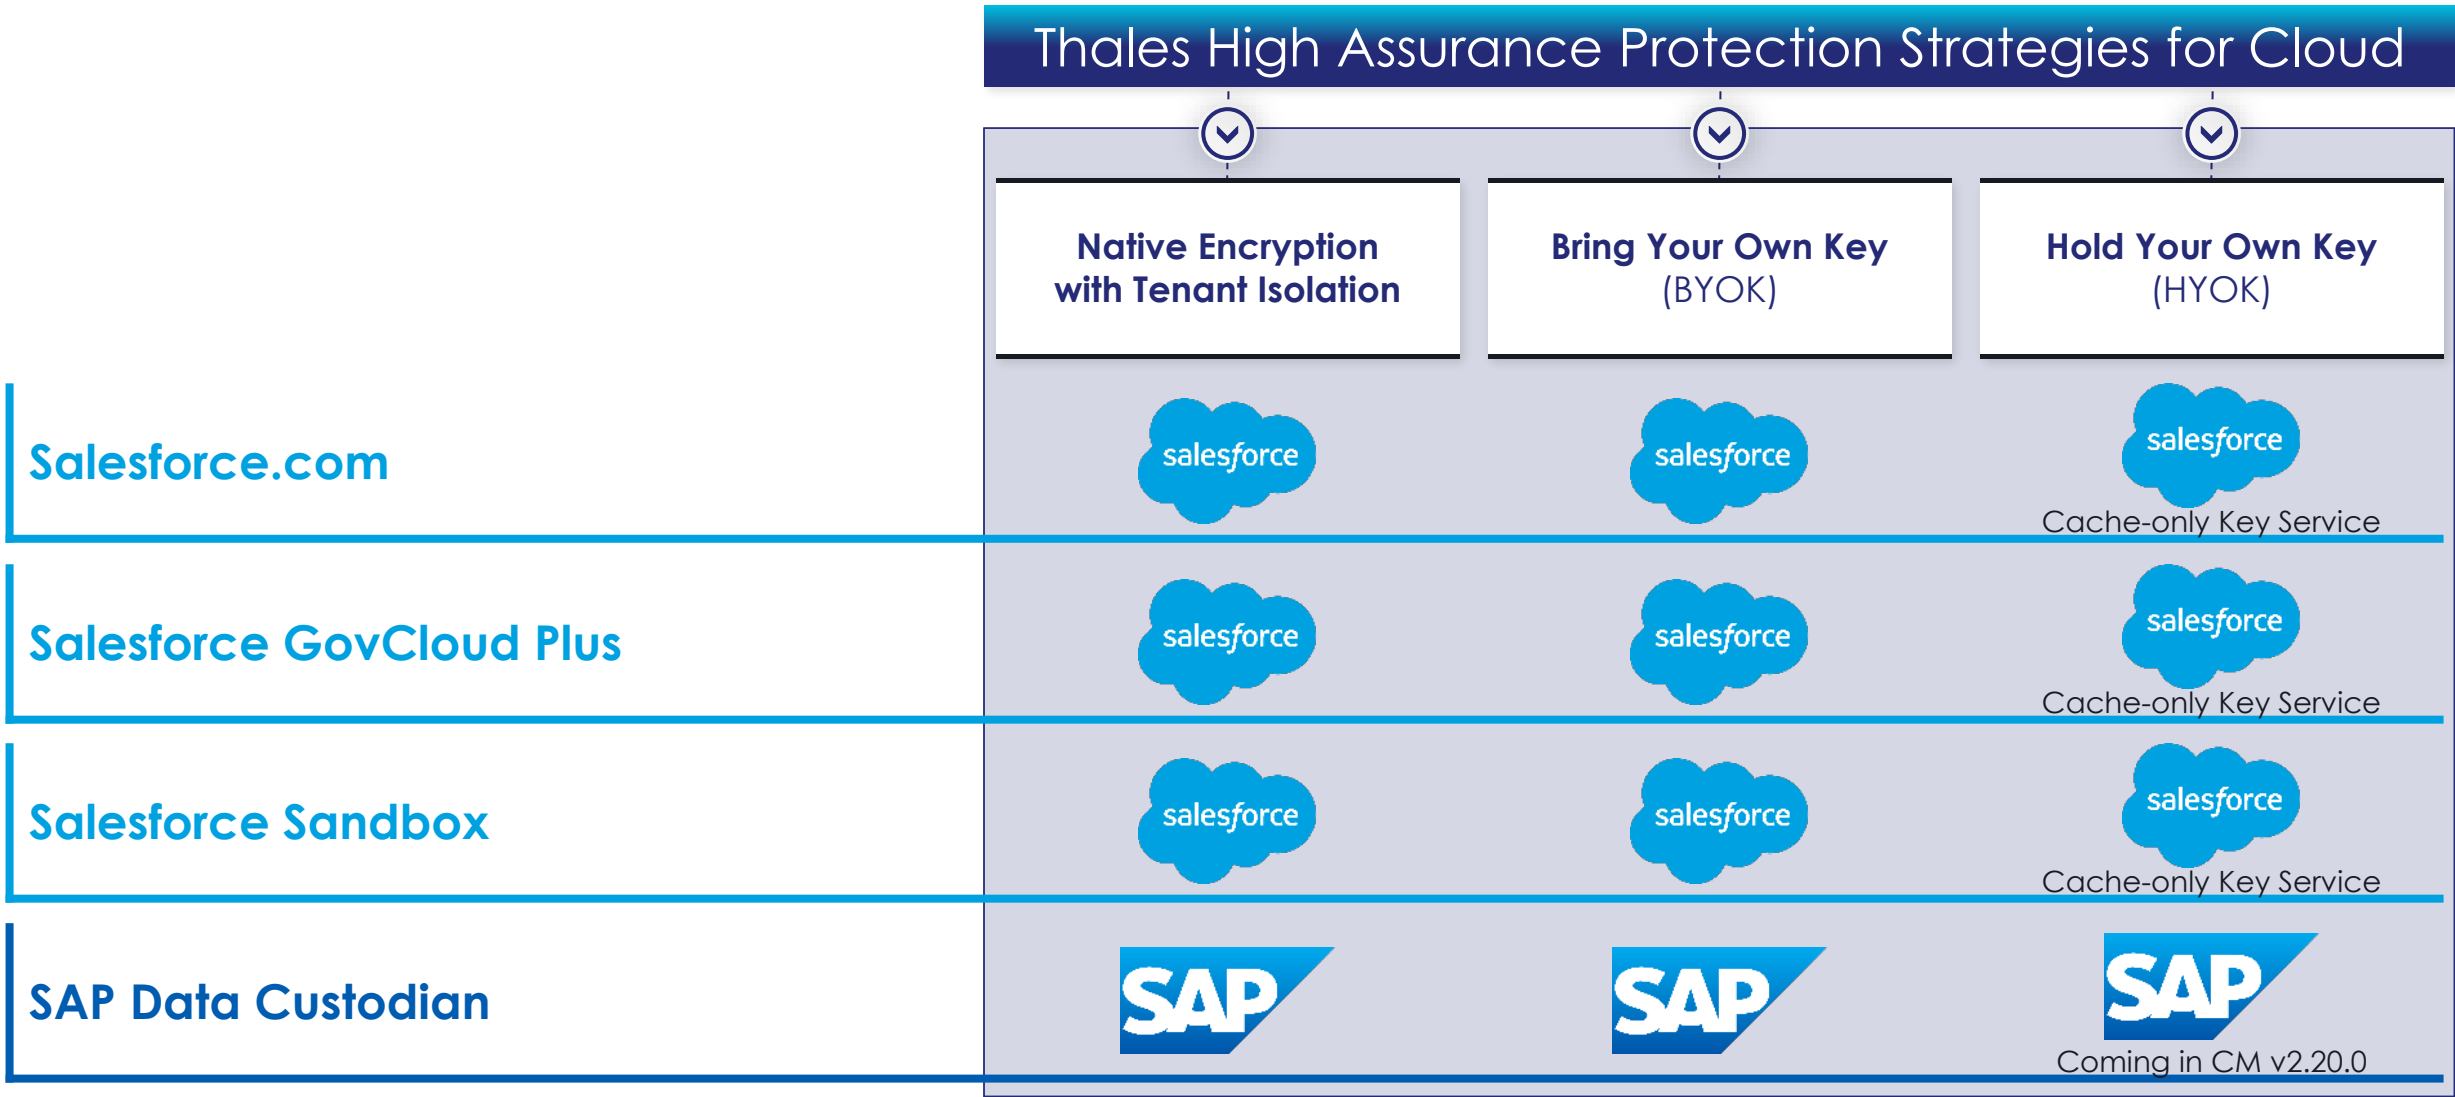 Thales High Assurance Protection Strategies for Cloud
Native Encryption
with Tenant Isolation
Bring Your Own Key
(BYOK)
Hold Your Own Key
(HYOK)
Salesforce.com
salesforce
salesforce
salesforce
Cache-only Key Service
Salesforce GovCloud Plus
salesforce
salesforce
salesforce
Cache-only Key Service
Salesforce Sandbox
salesforce
salesforce
salesforce
Cache-only Key Service
SAP Data Custodian
SAP
SAP
SAP
Coming in CM v2.20.0